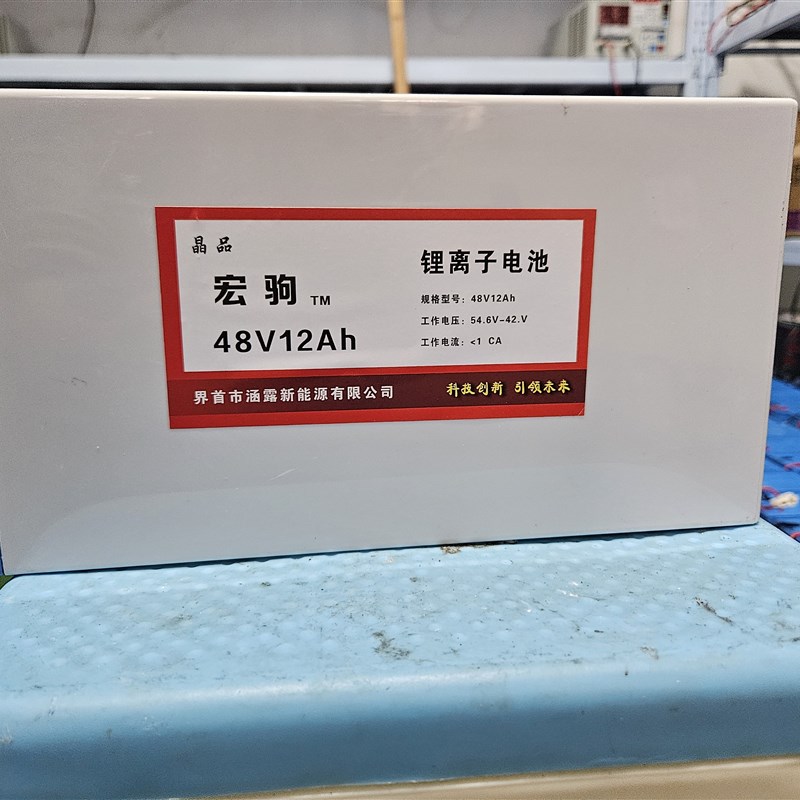 晶品
宏驹 TM
48V12Ah
锂离子电池
规格型号: 48V12Ah
工作电压: 54.6V-42.V
工作电流: <1 CA
界首市涵露新能源有限公司
科技创新 引领未来